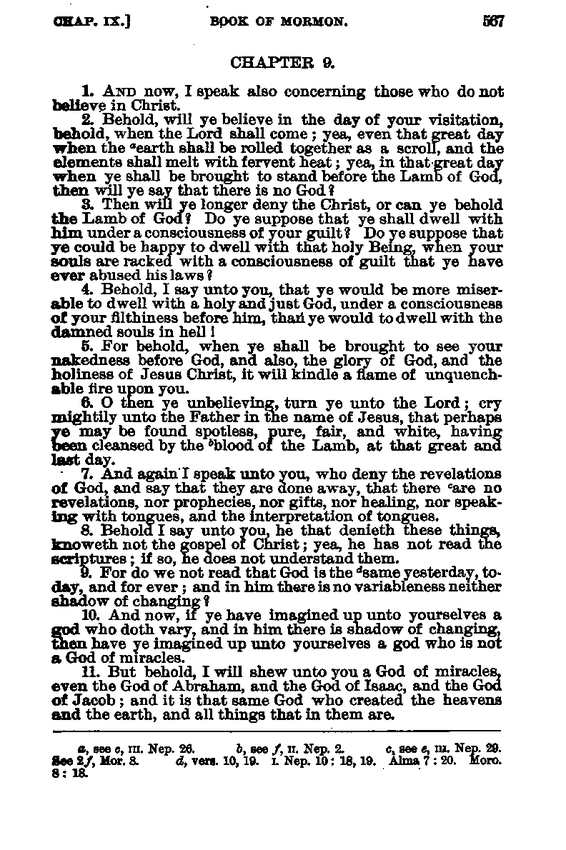 CHAP. IX.] BOOK OF MORMON. 567
CHAPTER 9.
1. AND now, I speak also concerning those who do not
believe in Christ.
2. Behold, will ye believe in the day of your visitation,
behold, when the Lord shall come; yea, even that great day
when the ᵃearth shall be rolled together as a scroll, and the
elements shall melt with fervent heat; yea, in that great day
when ye shall be brought to stand before the Lamb of God,
then will ye say that there is no God?
3. Then will ye longer deny the Christ, or can ye behold
the Lamb of God? Do ye suppose that ye shall dwell with
him under a consciousness of your guilt? Do ye suppose that
ye could be happy to dwell with that holy Being, when your
souls are racked with a consciousness of guilt that ye have
ever abused his laws?
4. Behold, I say unto you, that ye would be more miser-
able to dwell with a holy and just God, under a consciousness
of your filthiness before him, than ye would to dwell with the
damned souls in hell!
5. For behold, when ye shall be brought to see your
nakedness before God, and also, the glory of God, and the
holiness of Jesus Christ, it will kindle a flame of unquench-
able fire upon you.
6. O then ye unbelieving, turn ye unto the Lord; cry
mightily unto the Father in the name of Jesus, that perhaps
ye may be found spotless, pure, fair, and white, having
been cleansed by the ᵇblood of the Lamb, at that great and
last day.
7. And again I speak unto you, who deny the revelations
of God, and say that they are done away, that there ᶜare no
revelations, nor prophecies, nor gifts, nor healing, nor speak-
ing with tongues, and the interpretation of tongues.
8. Behold I say unto you, he that denieth these things,
knoweth not the gospel of Christ; yea, he has not read the
scriptures; if so, he does not understand them.
9. For do we not read that God is the ᵈsame yesterday, to-
day, and for ever; and in him there is no variableness neither
shadow of changing?
10. And now, if ye have imagined up unto yourselves a
god who doth vary, and in him there is shadow of changing,
then have ye imagined up unto yourselves a god who is not
a God of miracles.
11. But behold, I will shew unto you a God of miracles,
even the God of Abraham, and the God of Isaac, and the God
of Jacob; and it is that same God who created the heavens
and the earth, and all things that in them are.
a, see c, III. Nep. 26. b, see f, II. Nep. 2. c, see e, III. Nep. 29.
See 2f, Mor. 8. d, vers. 10, 19. I. Nep. 10: 18, 19. Alma 7: 20. Moro.
8: 18.